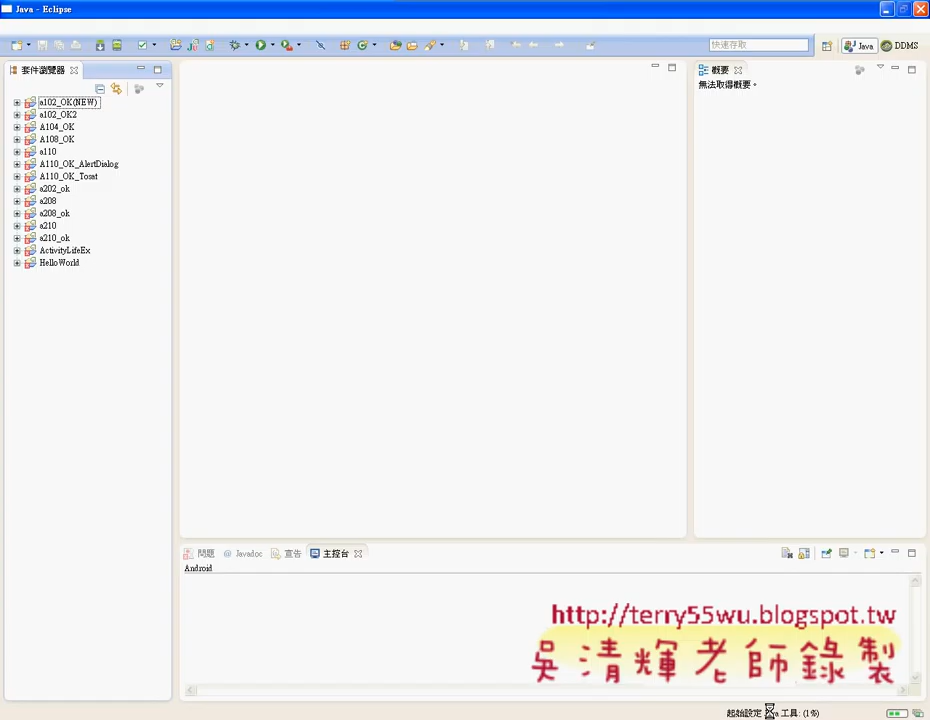 Java - Eclipse
快速存取
Java
DDMS
套件瀏覽器
a102_OK(NEW)
a102_OK2
A104_OK
A108_OK
a110
A110_OK_AlertDialog
A110_OK_Tosat
a202_ok
a208
a208_ok
a210
a210_ok
ActivityLifeEx
HelloWorld
概要
無法取得概要。
問題
@ Javadoc
宣告
主控台
Android
http://terry55wu.blogspot.tw
吳清輝老師錄製
起始設定 Java 工具: (1%)